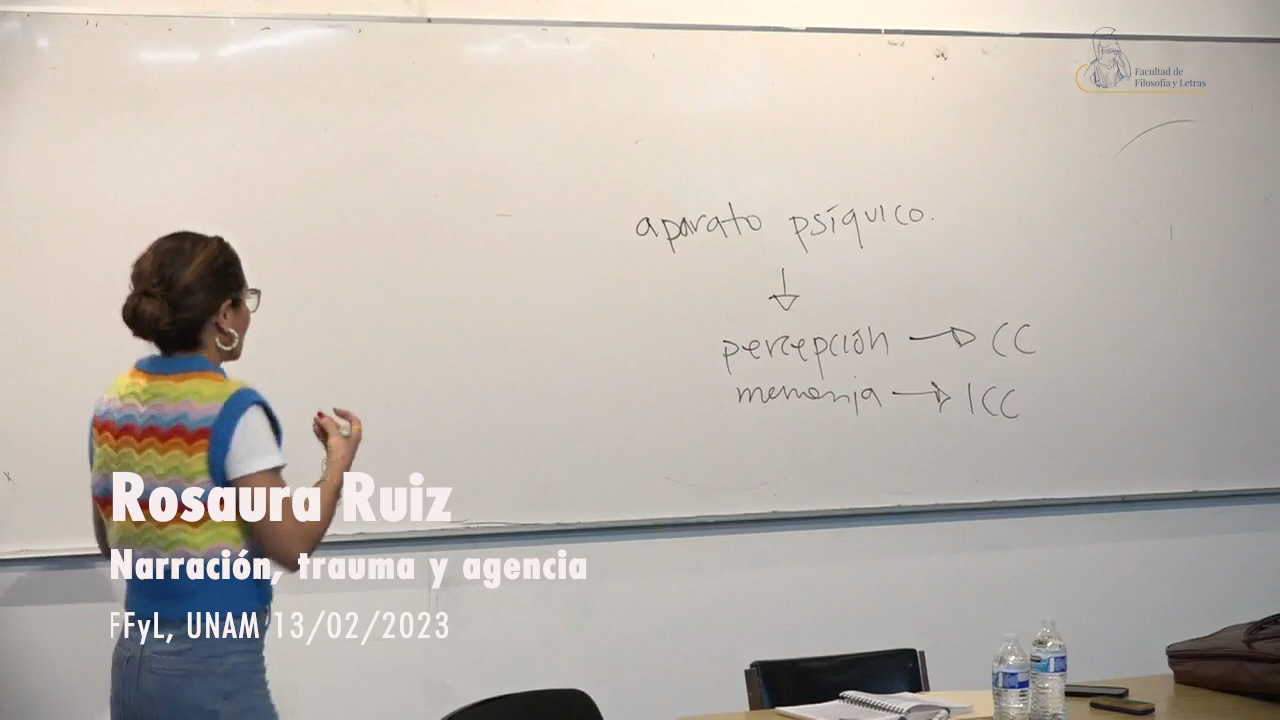 Facultad de
Filosofía y Letras
aparato psíquico.
percepción → CC
memoria → ICC
Rosaura Ruiz
Narración, trauma y agencia
FFyL, UNAM 13/02/2023